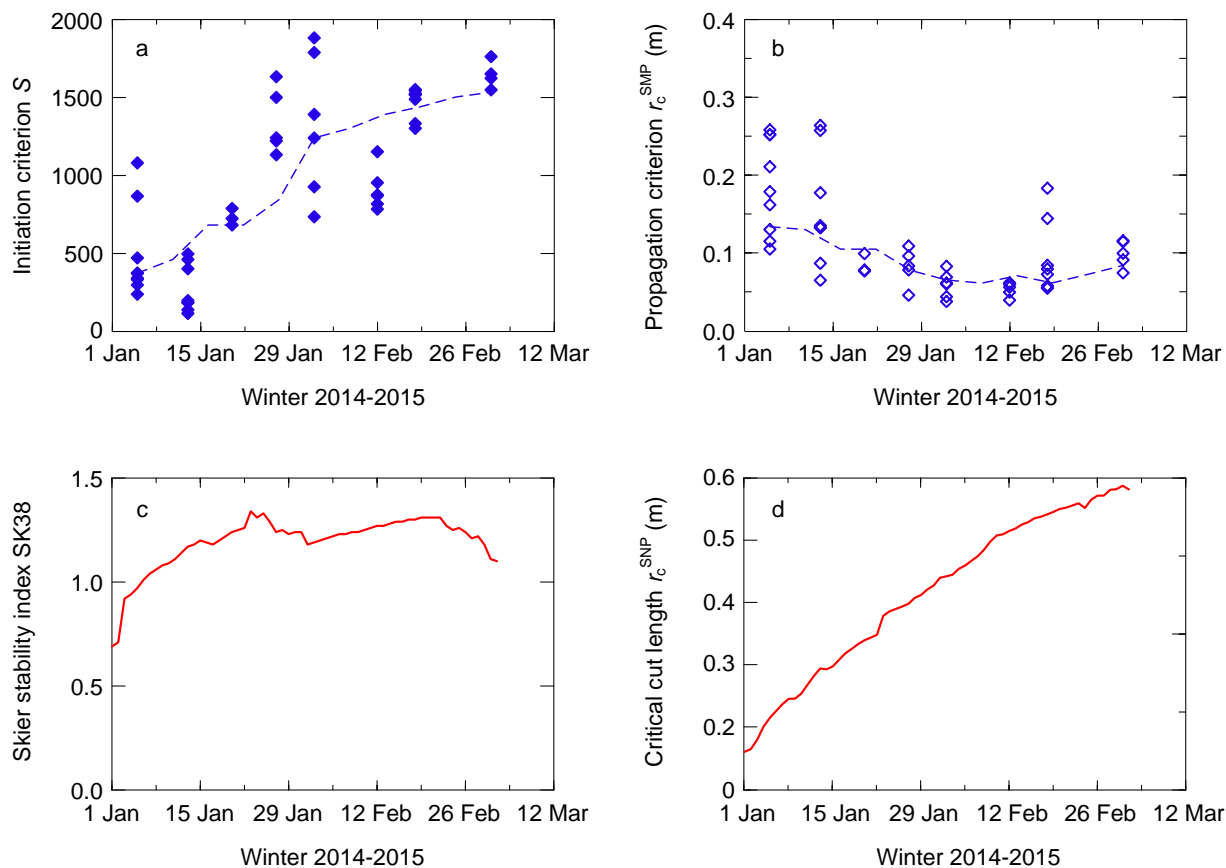 a
2000
1500
1000
500
0
Initiation criterion S
1 Jan 15 Jan 29 Jan 12 Feb 26 Feb 12 Mar
Winter 2014-2015
b
0.4
0.3
0.2
0.1
0.0
Propagation criterion r_c^SMP (m)
1 Jan 15 Jan 29 Jan 12 Feb 26 Feb 12 Mar
Winter 2014-2015
c
1.5
1.0
0.5
0.0
Skier stability index SK38
1 Jan 15 Jan 29 Jan 12 Feb 26 Feb 12 Mar
Winter 2014-2015
d
0.6
0.5
0.4
0.3
0.2
0
Critical cut length r_c^SNP (m)
1 Jan 15 Jan 29 Jan 12 Feb 26 Feb 12 Mar
Winter 2014-2015